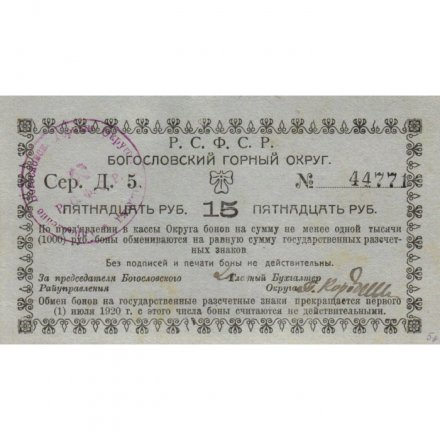 Р. С. Ф. С. Р.
БОГОСЛОВСКИЙ ГОРНЫЙ ОКРУГ.
Сер. Д. 5. № 44771
ПЯТНАДЦАТЬ РУБ. 15 ПЯТНАДЦАТЬ РУБ.
По предъявлении в кассы Округа бонов на сумму не менее одной тысячи
(1000) руб. боны обмениваются на равную сумму государственных разсчет-
ных знаков.
Без подписей и печати боны не действительны.
За председателя Богословского Главный Бухгалтер
Райуправления Округа
Обмен бонов на государственные разсчетные знаки прекращается первого
(1) июля 1920 г. с этого числа боны считаются не действительными.